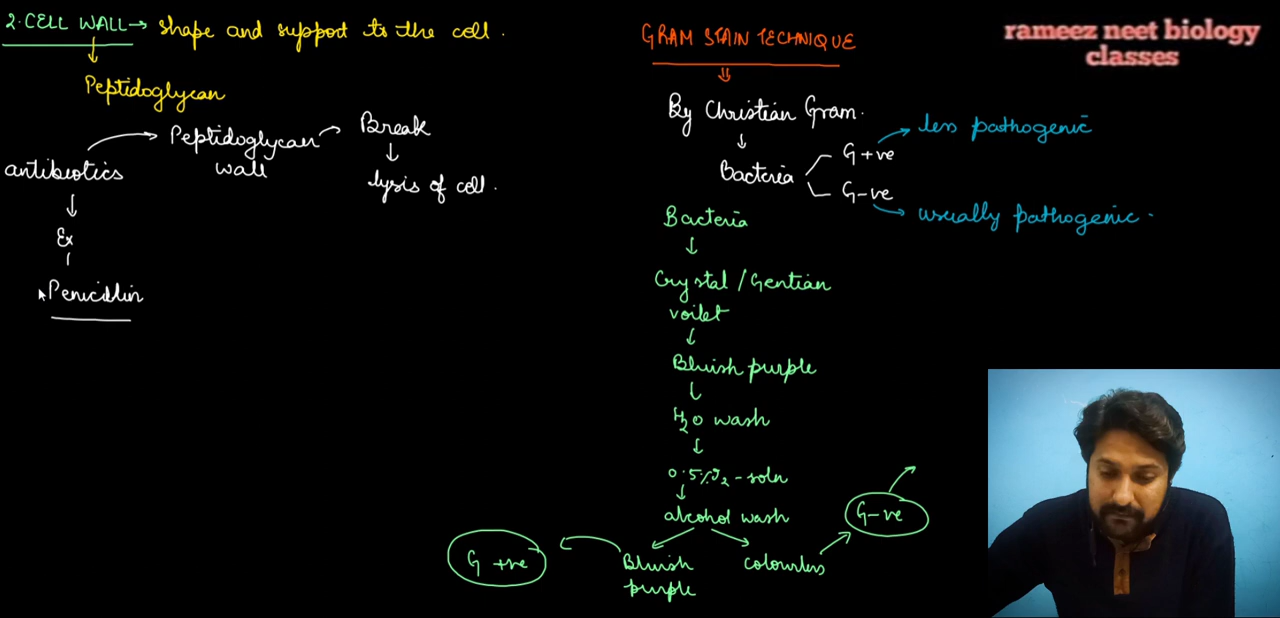 2. CELL WALL → shape and support to the cell.
↓
Peptidoglycan
antibiotics → Peptidoglycan wall → Break
↓
lysis of cell.
↓
Ex
Penicillin
GRAM STAIN TECHNIQUE
⇓
By Christian Gram.
↓
Bacteria
G+ve → less pathogenic
G-ve → usually pathogenic.
Bacteria
↓
Crystal / Gentian
voilet
↓
Bluish purple
↓
H₂O wash
↓
0.5% I₂ - soln
↓
alcohol wash
Bluish
purple
G +ve
colourless
G-ve
rameez neet biology
classes